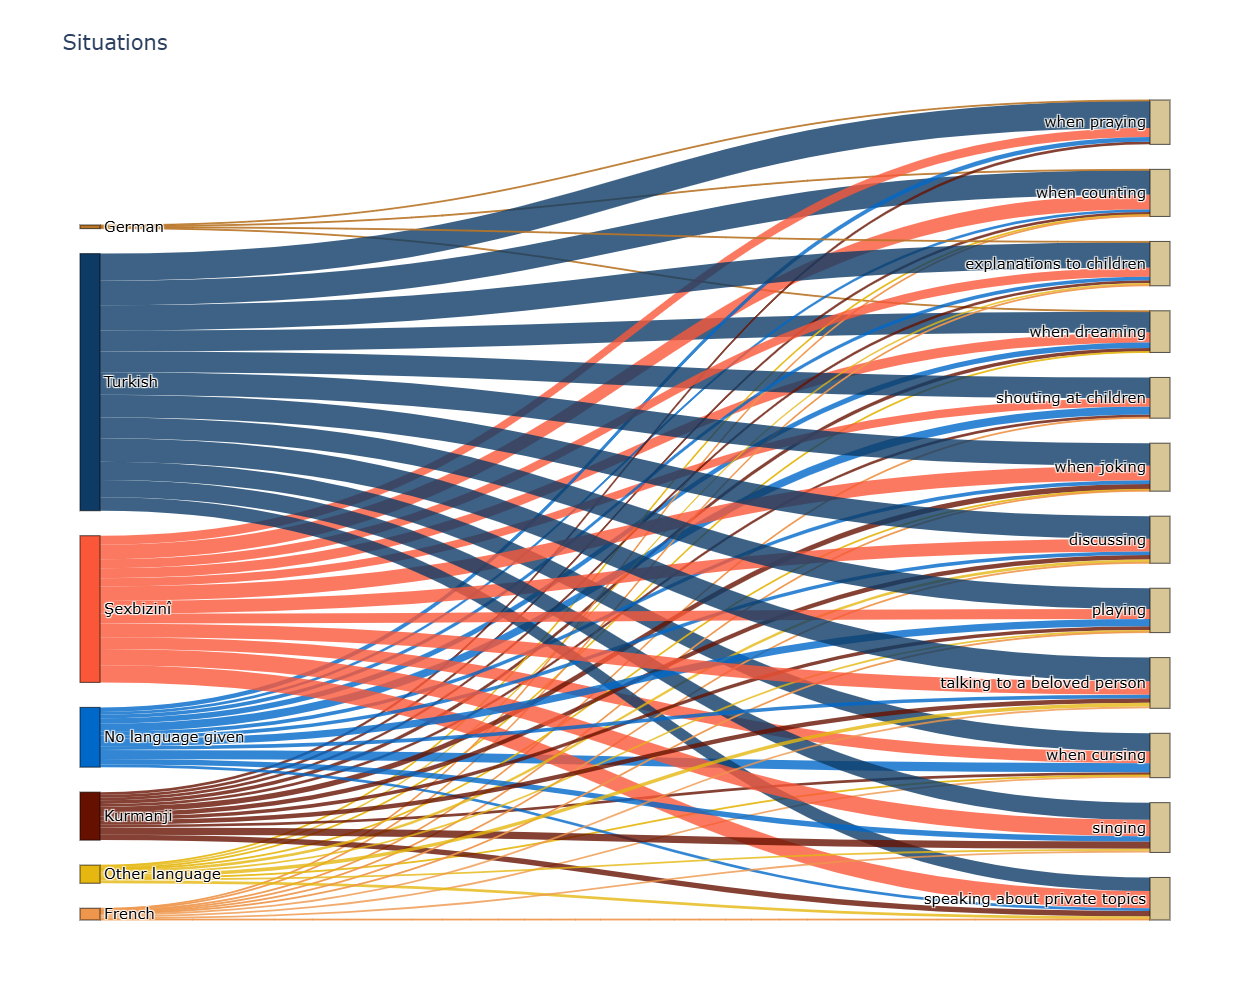 Situations
German
Turkish
Şexbizinî
No language given
Kurmanji
Other language
French
when praying
when counting
explanations to children
when dreaming
shouting at children
when joking
discussing
playing
talking to a beloved person
when cursing
singing
speaking about private topics